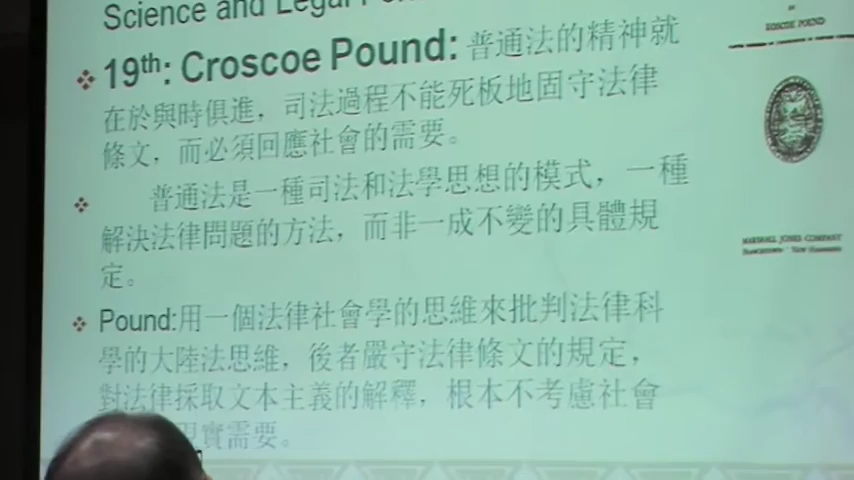 Science and Legal
19th: Croscoe Pound: 普通法的精神就
在於與時俱進，司法過程不能死板地固守法律
條文，而必須回應社會的需要。
普通法是一種司法和法學思想的模式，一種
解決法律問題的方法，而非一成不變的具體規
定。
Pound:用一個法律社會學的思維來批判法律科
學的大陸法思維，後者嚴守法律條文的規定，
對法律採取文本主義的解釋，根本不考慮社會
現實需要。
BY
ROSCOE POUND
MARSHALL JONES COMPANY